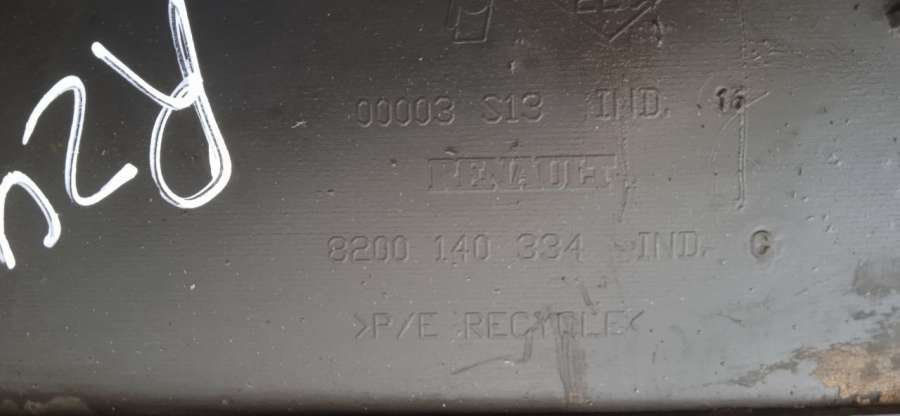 00003 S13 IND. 16
RENAULT
8200 140 334 IND. C
>P/E RECYCLE<